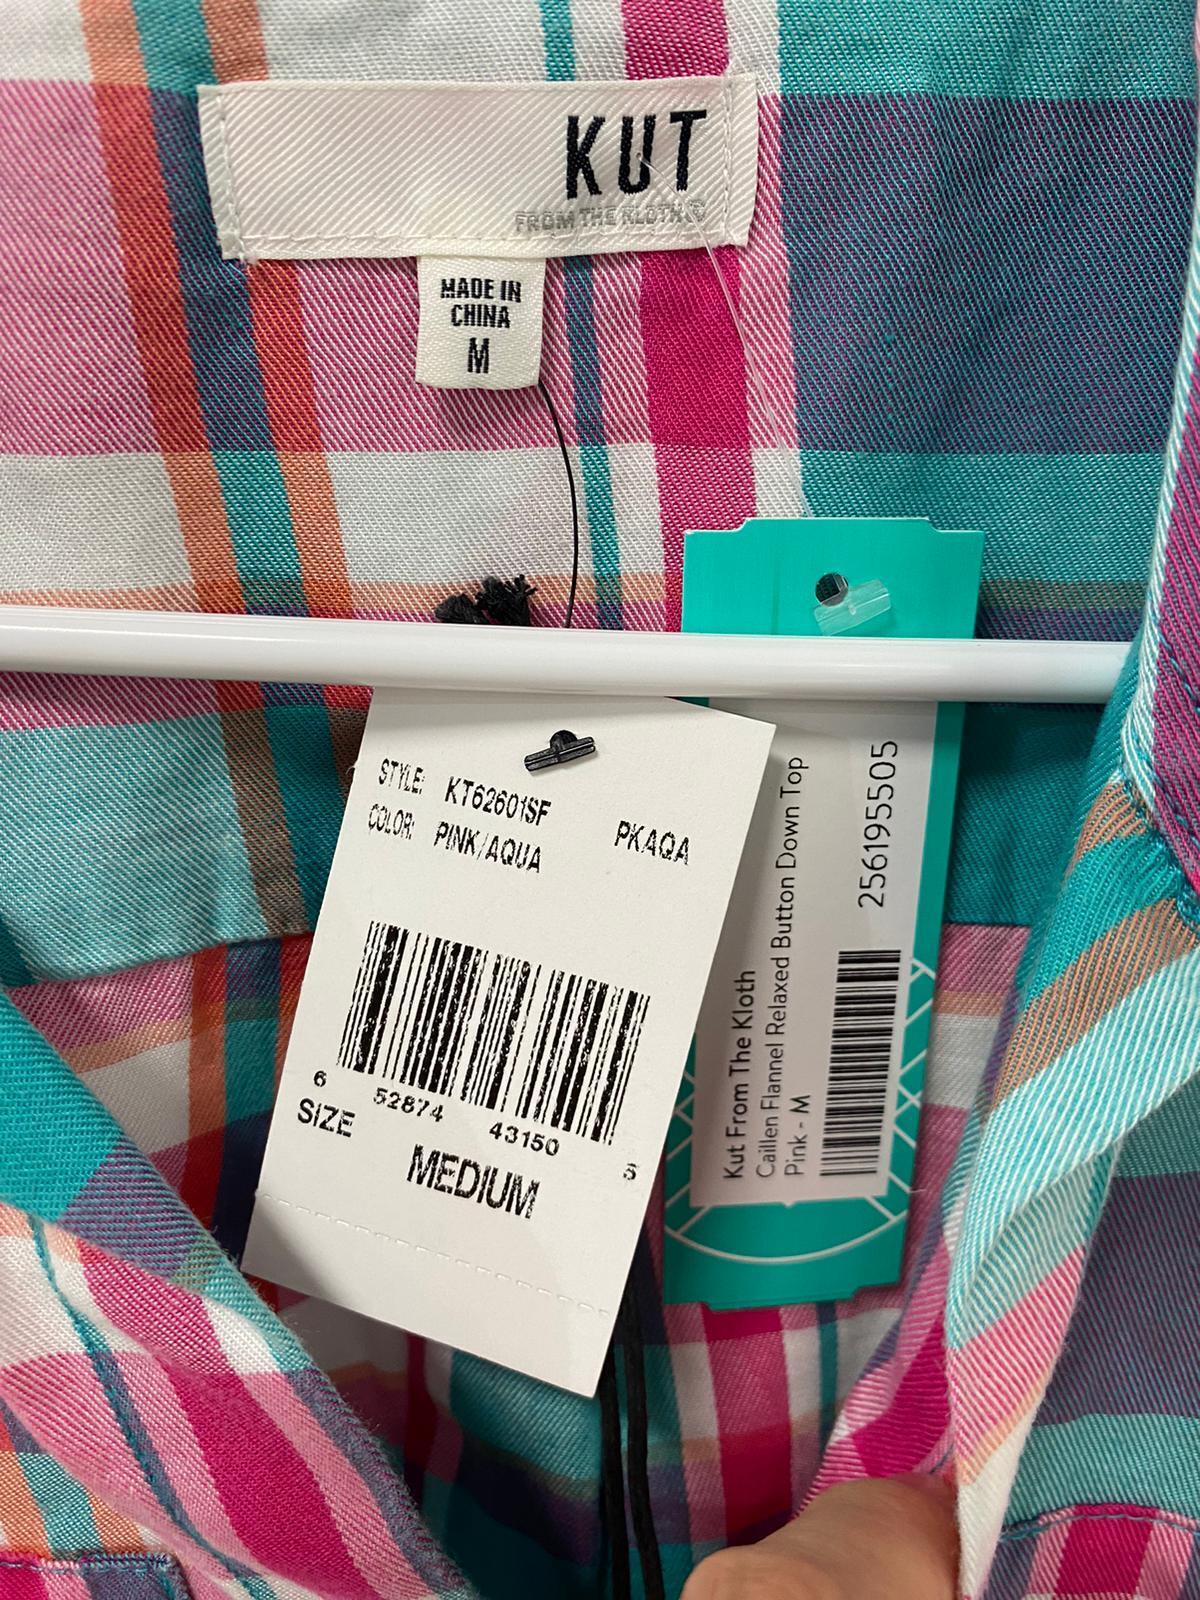 KUT
FROM THE KLOTH®
MADE IN
CHINA
M
STYLE: KT62601SF
COLOR: PINK/AQUA PKAQA
6 52874 43150 5
SIZE
MEDIUM
Kut From The Kloth
Caillen Flannel Relaxed Button Down Top
Pink - M
256195505